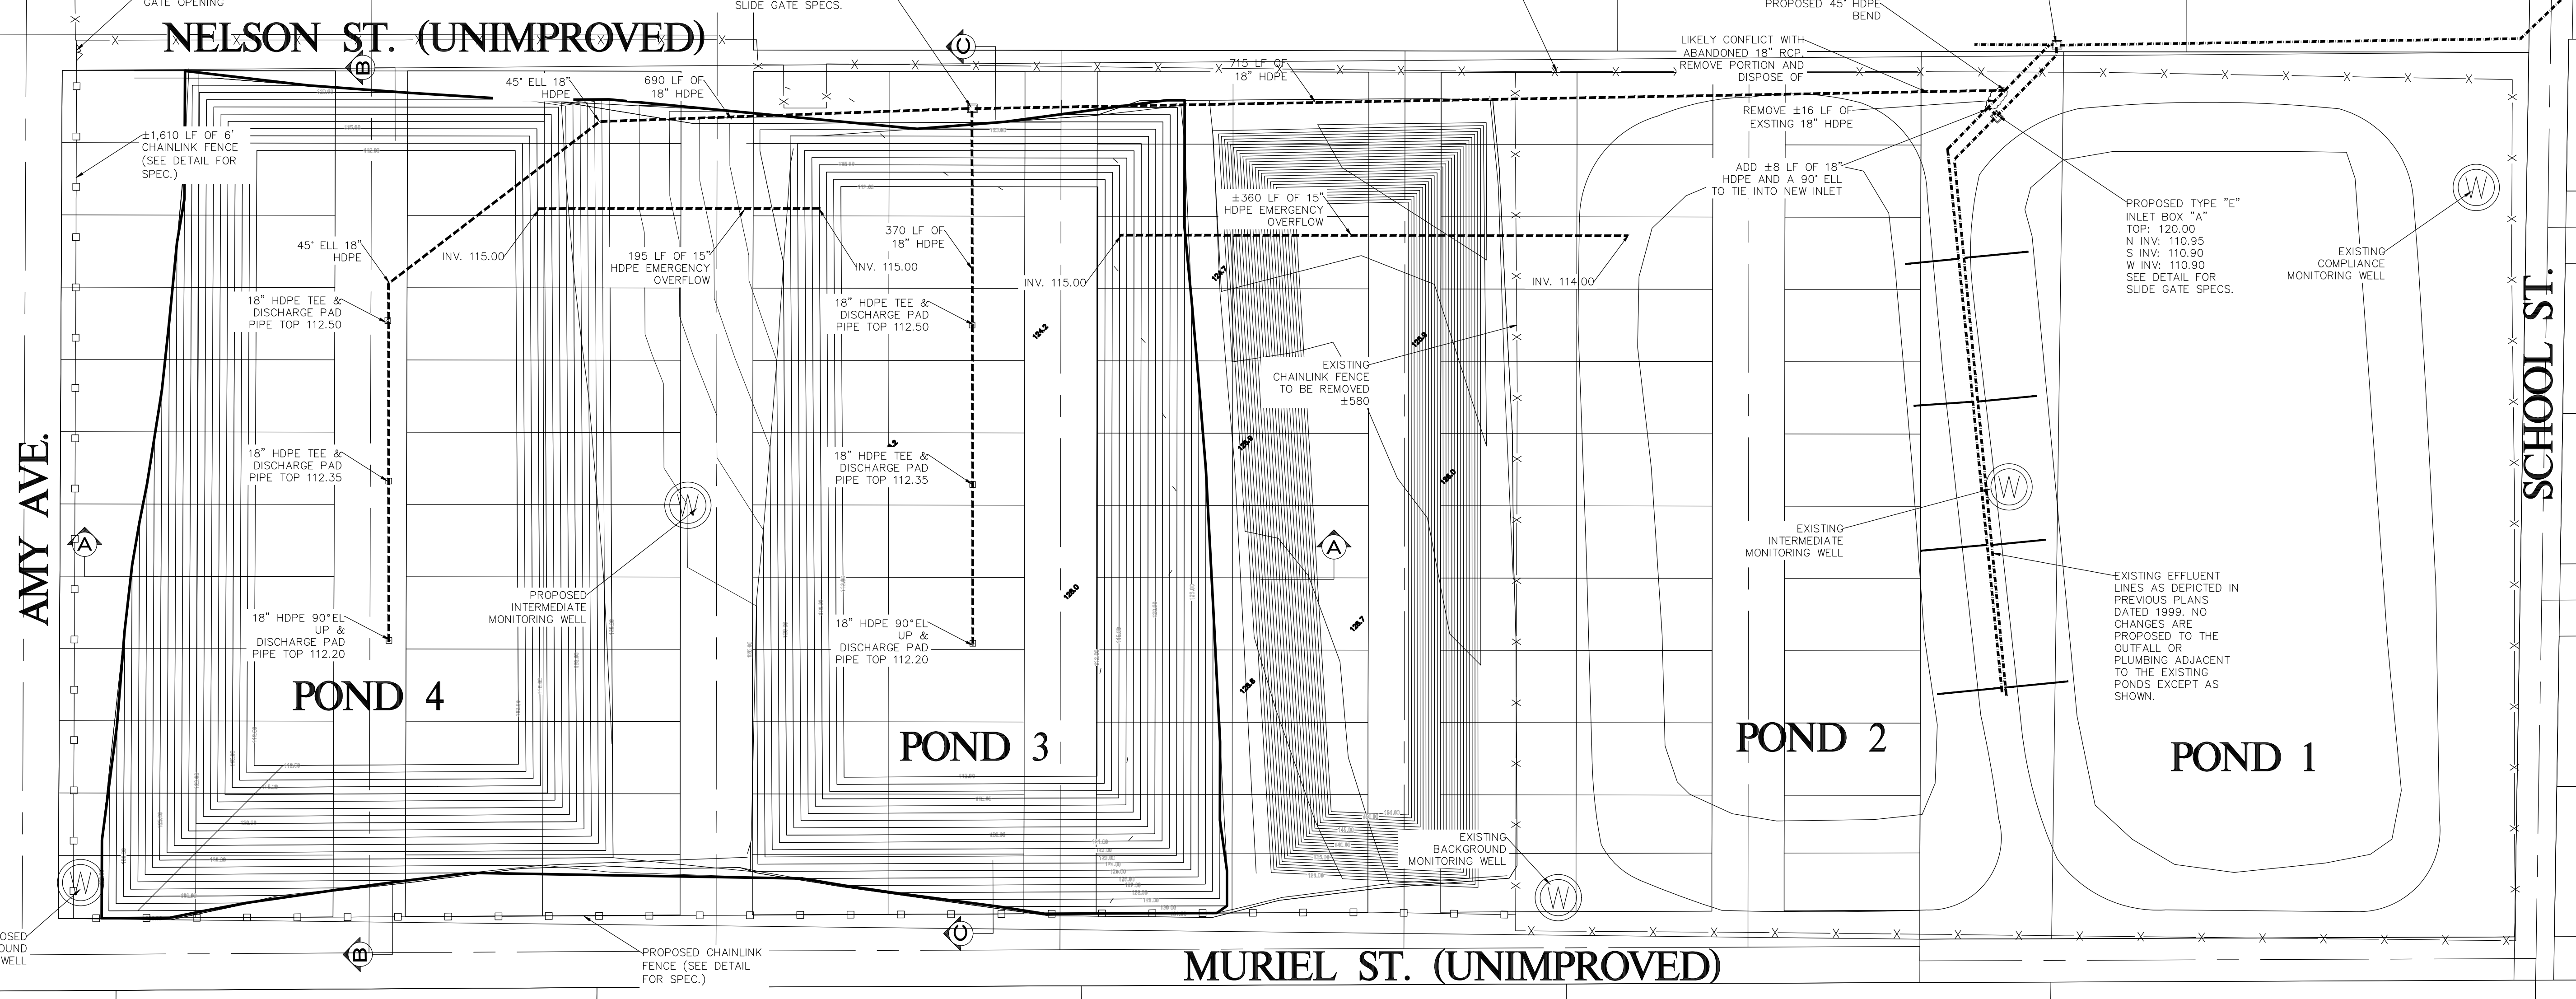 GATE OPENING
SLIDE GATE SPECS.
PROPOSED 45° HDPE
BEND
NELSON ST. (UNIMPROVED)
B
C
45° ELL 18"
HDPE
690 LF OF
18" HDPE
715 LF OF
18" HDPE
LIKELY CONFLICT WITH
ABANDONED 18" RCP.
REMOVE PORTION AND
DISPOSE OF
REMOVE ±16 LF OF
EXSTING 18" HDPE
ADD ±8 LF OF 18"
HDPE AND A 90° ELL
TO TIE INTO NEW INLET
±1,610 LF OF 6'
CHAINLINK FENCE
(SEE DETAIL FOR
SPEC.)
45° ELL 18"
HDPE
INV. 115.00
195 LF OF 15"
HDPE EMERGENCY
OVERFLOW
INV. 115.00
370 LF OF
18" HDPE
INV. 115.00
±360 LF OF 15"
HDPE EMERGENCY
OVERFLOW
INV. 114.00
PROPOSED TYPE "E"
INLET BOX "A"
TOP: 120.00
N INV: 110.95
S INV: 110.90
W INV: 110.90
SEE DETAIL FOR
SLIDE GATE SPECS.
EXISTING
COMPLIANCE
MONITORING WELL
W
18" HDPE TEE &
DISCHARGE PAD
PIPE TOP 112.50
18" HDPE TEE &
DISCHARGE PAD
PIPE TOP 112.50
124.2
EXISTING
CHAINLINK FENCE
TO BE REMOVED
±580
AMY AVE.
SCHOOL ST.
18" HDPE TEE &
DISCHARGE PAD
PIPE TOP 112.35
18" HDPE TEE &
DISCHARGE PAD
PIPE TOP 112.35
W
W
EXISTING
INTERMEDIATE
MONITORING WELL
A
A
PROPOSED
INTERMEDIATE
MONITORING WELL
EXISTING EFFLUENT
LINES AS DEPICTED IN
PREVIOUS PLANS
DATED 1999. NO
CHANGES ARE
PROPOSED TO THE
OUTFALL OR
PLUMBING ADJACENT
TO THE EXISTING
PONDS EXCEPT AS
SHOWN.
18" HDPE 90°EL
UP &
DISCHARGE PAD
PIPE TOP 112.20
18" HDPE 90°EL
UP &
DISCHARGE PAD
PIPE TOP 112.20
POND 4
POND 3
POND 2
POND 1
EXISTING
BACKGROUND
MONITORING WELL
W
W
OSED
OUND
WELL
B
C
PROPOSED CHAINLINK
FENCE (SEE DETAIL
FOR SPEC.)
MURIEL ST. (UNIMPROVED)